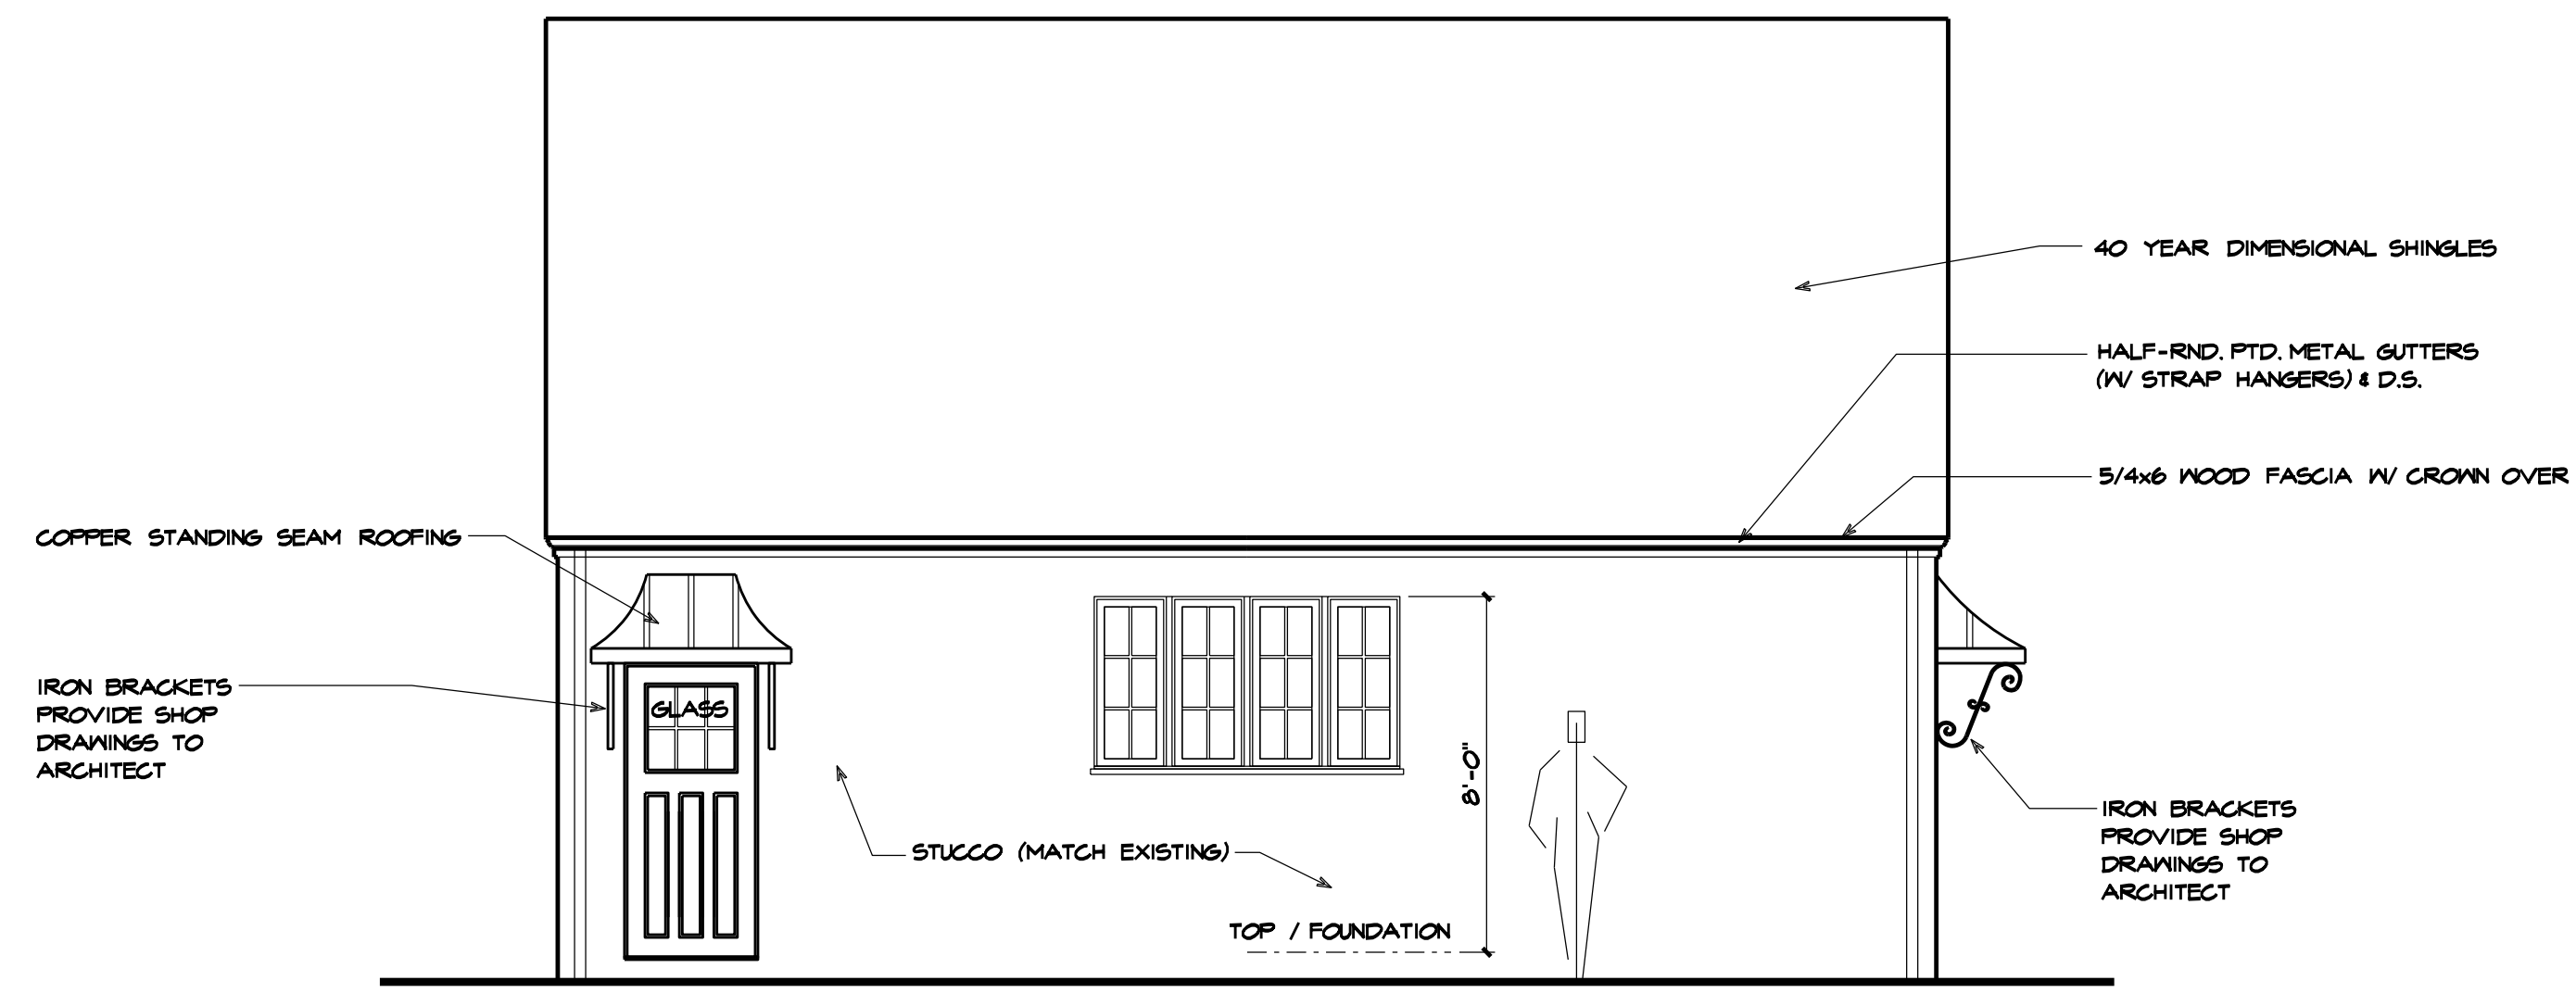 40 YEAR DIMENSIONAL SHINGLES
HALF-RND. PTD. METAL GUTTERS
(W/ STRAP HANGERS) & D.S.
5/4x6 WOOD FASCIA W/ CROWN OVER
COPPER STANDING SEAM ROOFING
IRON BRACKETS
PROVIDE SHOP
DRAWINGS TO
ARCHITECT
GLASS
8'-0"
STUCCO (MATCH EXISTING)
TOP / FOUNDATION
IRON BRACKETS
PROVIDE SHOP
DRAWINGS TO
ARCHITECT